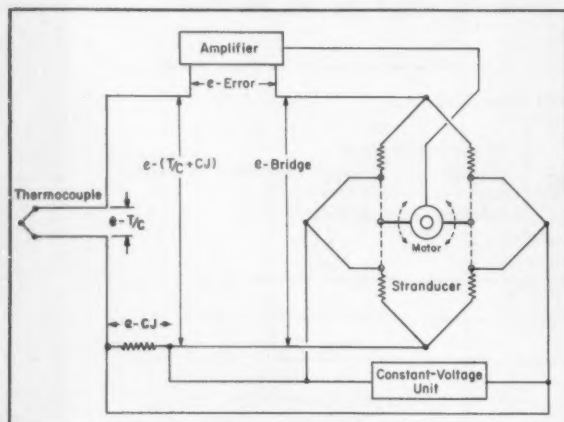 Amplifier
e-Error
e-(T/C + CJ)
e-Bridge
Thermocouple
e-T/C
Motor
Stranducer
e-CJ
Constant-Voltage
Unit